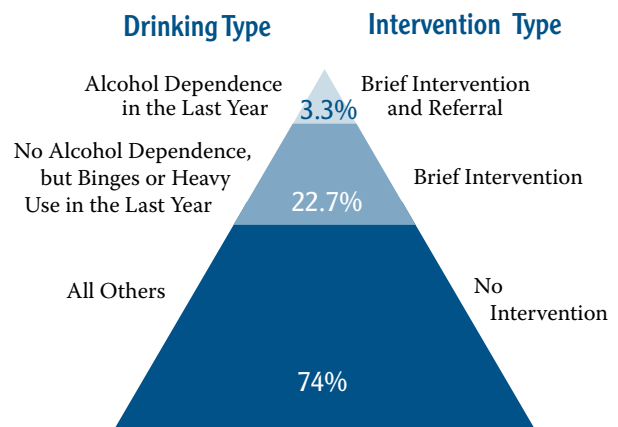 Drinking Type
Intervention Type
Alcohol Dependence
in the Last Year
3.3%
Brief Intervention
and Referral
No Alcohol Dependence,
but Binges or Heavy
Use in the Last Year
22.7%
Brief Intervention
All Others
No
Intervention
74%